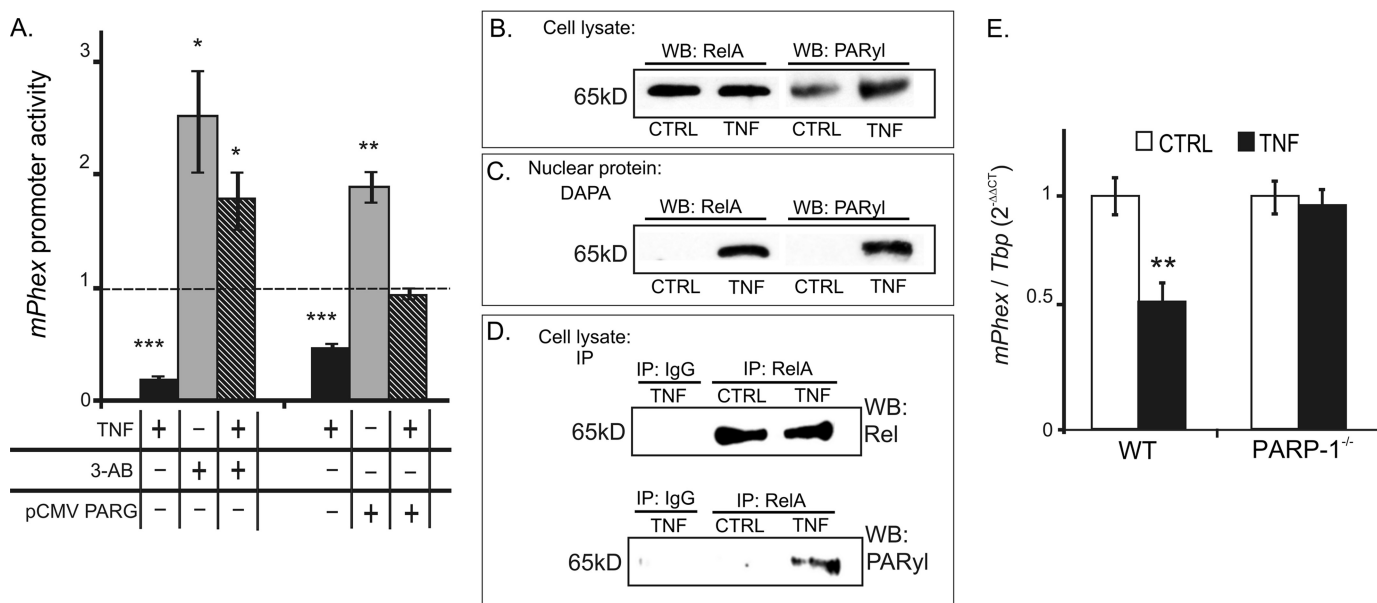 A.
mPhex promoter activity
3
2
1
0
*
*
**
***
***
TNF + – + + – +
3-AB – + + – – –
pCMV PARG – – – – + +
B.
Cell lysate:
WB: RelA WB: PARyl
65kD
CTRL TNF CTRL TNF
C.
Nuclear protein:
DAPA
WB: RelA WB: PARyl
65kD
CTRL TNF CTRL TNF
D.
Cell lysate:
IP
IP: IgG IP: RelA
TNF CTRL TNF
65kD
WB:
Rel
IP: IgG IP: RelA
TNF CTRL TNF
65kD
WB:
PARyl
E.
CTRL TNF
mPhex / Tbp (2^-ΔΔCT)
1
0.5
0
**
WT PARP-1-/-